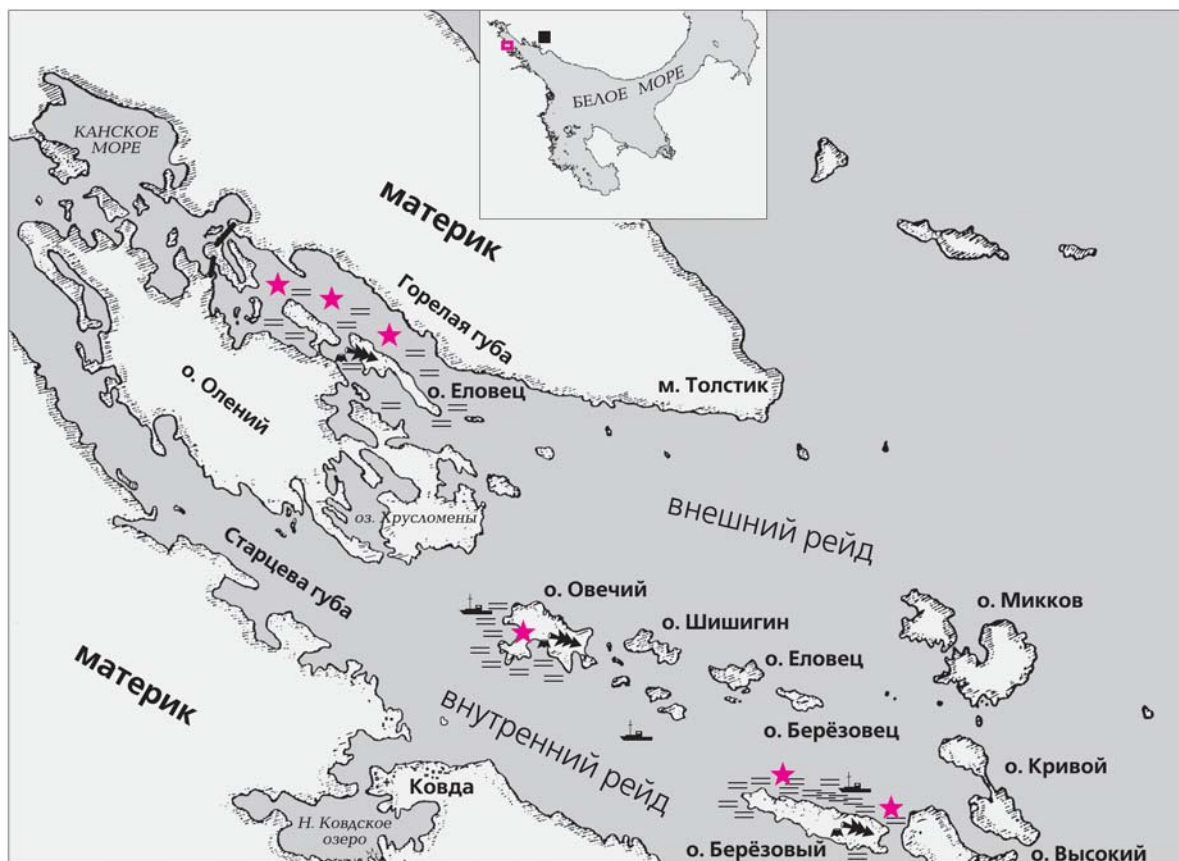 БЕЛОЕ МОРЕ
КАНСКОЕ
МОРЕ
материк
Горелая губа
м. Толстик
о. Еловец
о. Олений
оз. Хрусломены
внешний рейд
Старцева губа
о. Овечий
о. Микков
о. Шишигин
о. Еловец
материк
внутренний рейд
о. Берёзовец
о. Кривой
Ковда
Н. Ковдское
озеро
о. Берёзовый
о. Высокий